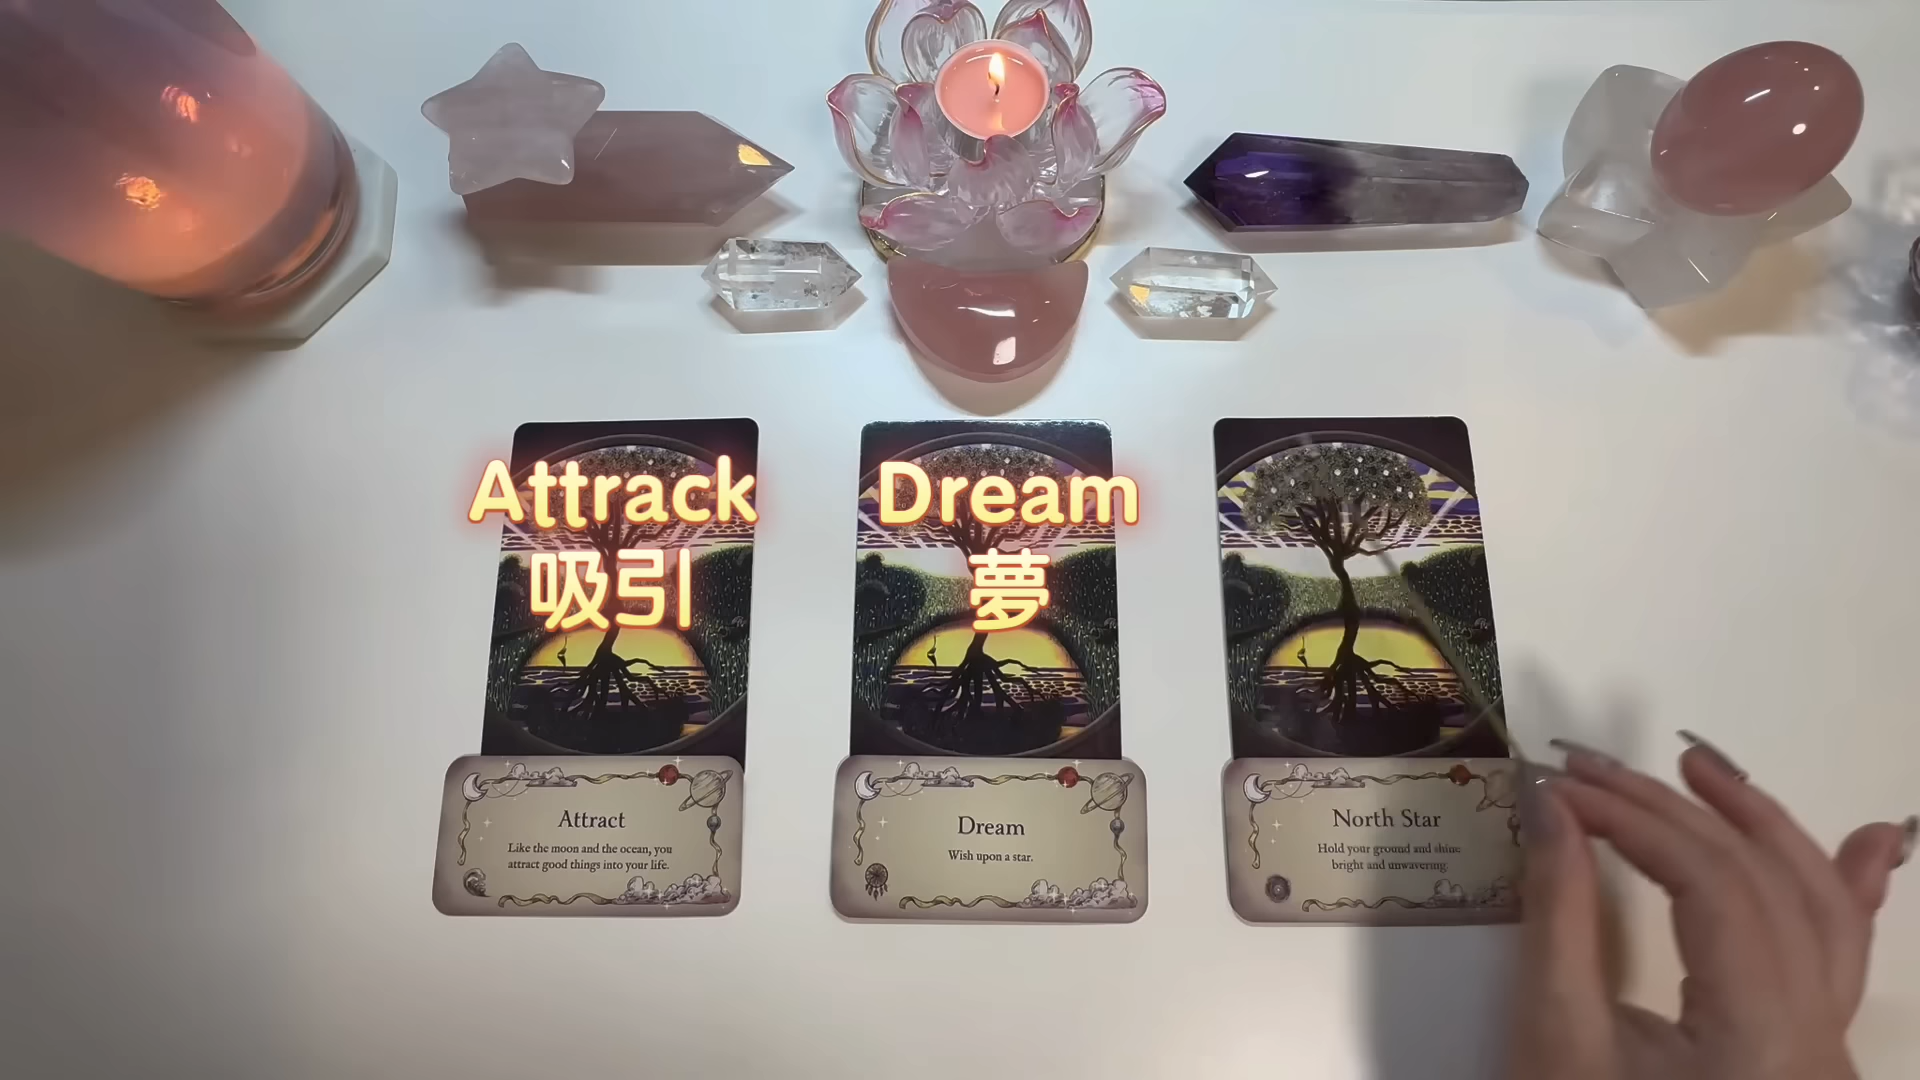 Attrack
吸引
Dream
夢
Attract
Like the moon and the ocean, you
attract good things into your life.
Dream
Wish upon a star.
North Star
Hold your ground and shine
bright and unwavering.